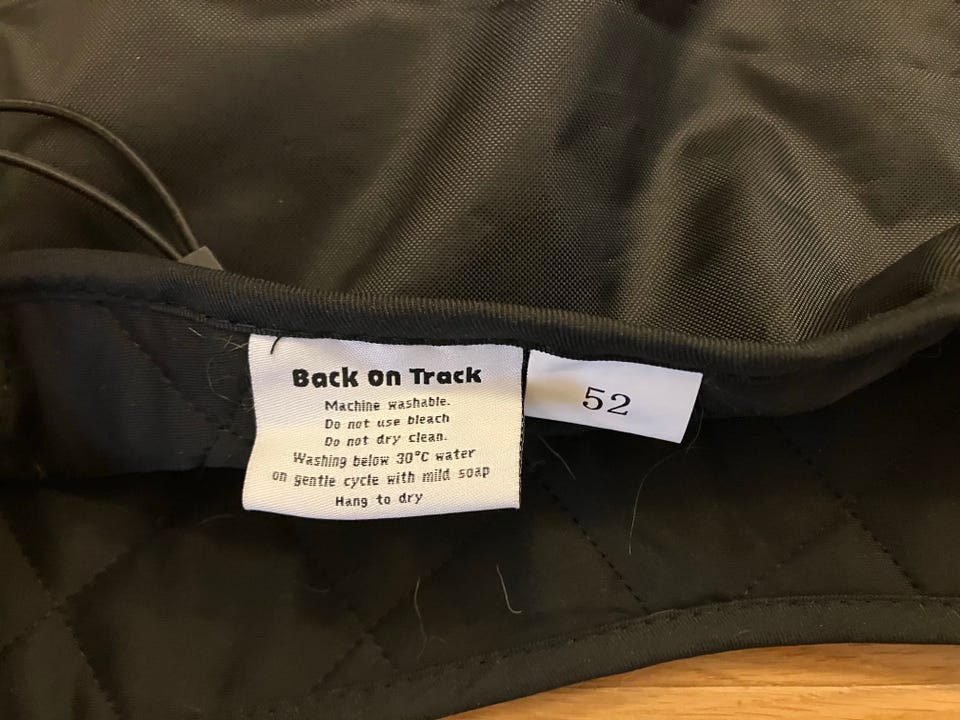 Back on Track
Machine washable.
Do not use bleach
Do not dry clean.
Washing below 30°C water
on gentle cycle with mild soap
Hang to dry
52